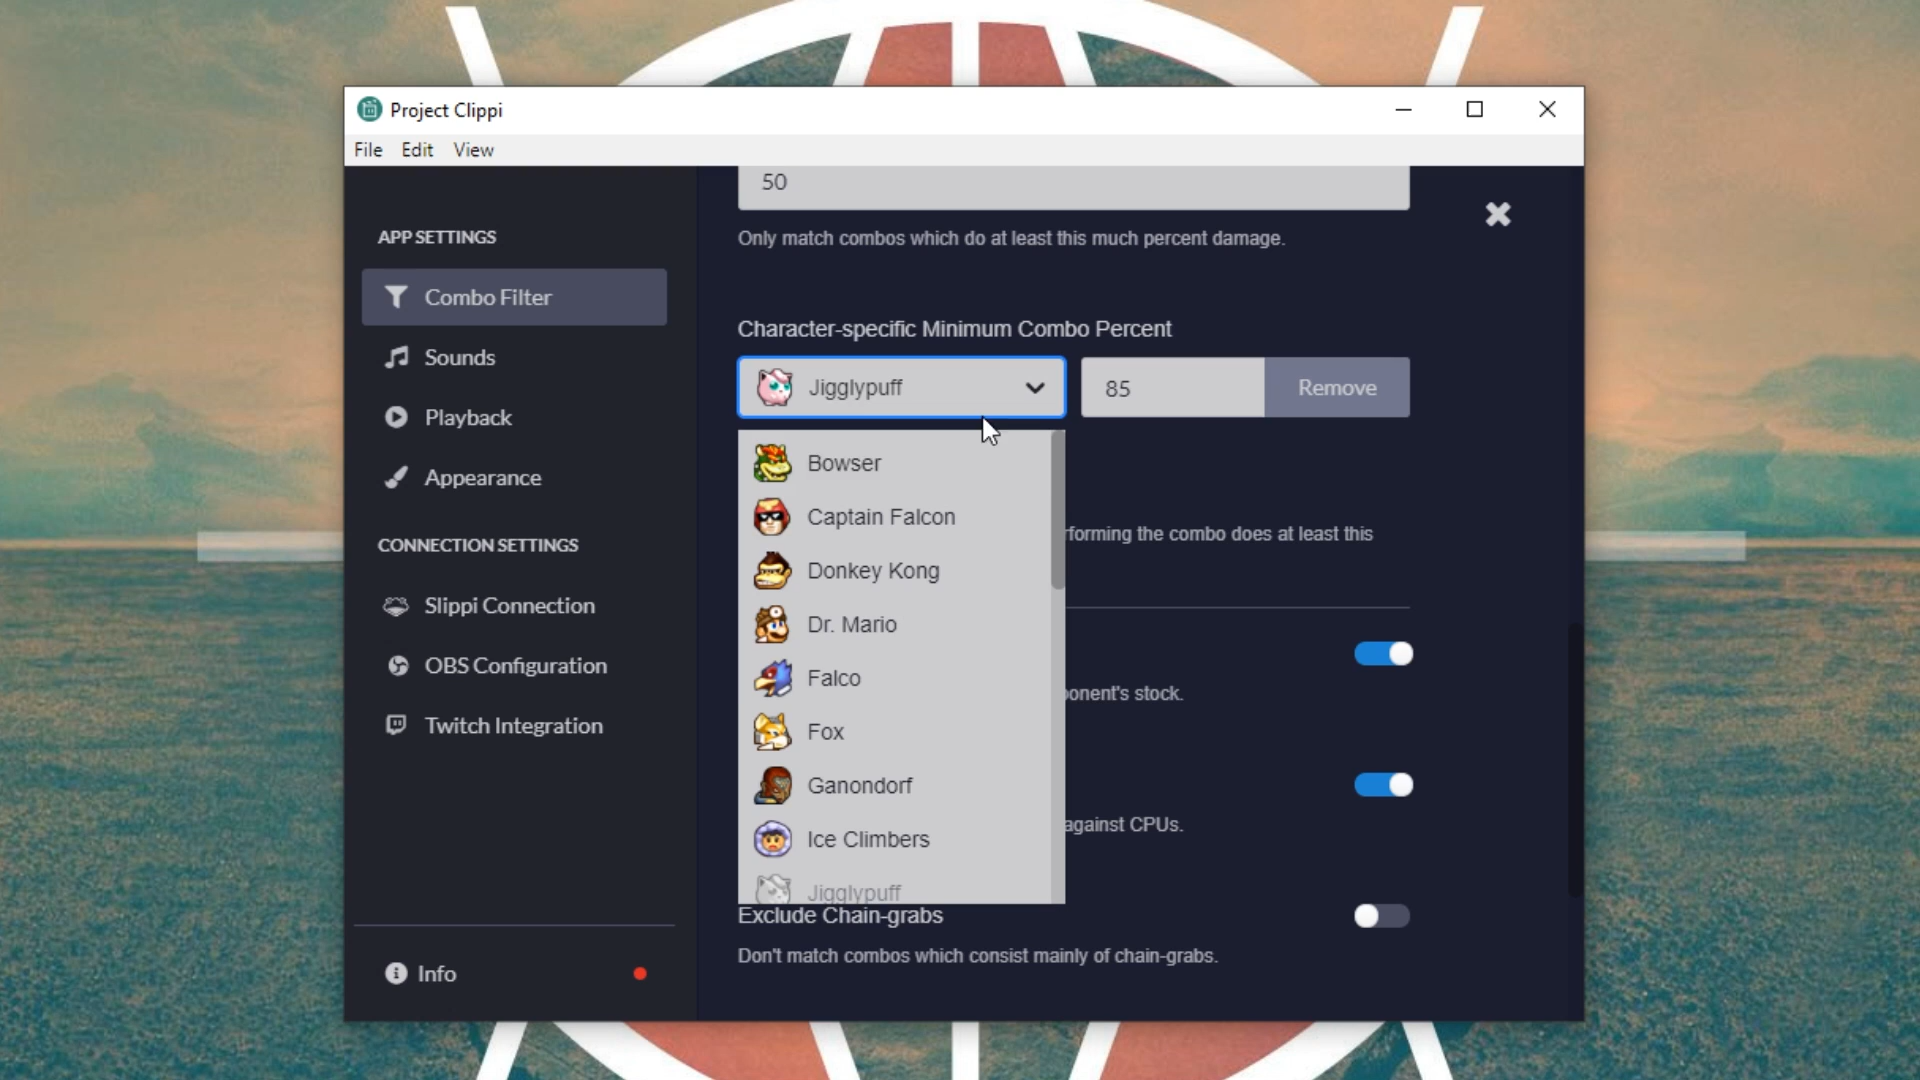 Project Clippi
File Edit View
APP SETTINGS
Combo Filter
Sounds
Playback
Appearance
CONNECTION SETTINGS
Slippi Connection
OBS Configuration
Twitch Integration
Info
50
Only match combos which do at least this much percent damage.
Character-specific Minimum Combo Percent
Jigglypuff 85 Remove
Bowser
Captain Falcon
Donkey Kong
Dr. Mario
Falco
Fox
Ganondorf
Ice Climbers
Jigglypuff
the combo does at least this
stock.
against CPUs.
Exclude Chain-grabs
Don't match combos which consist mainly of chain-grabs.